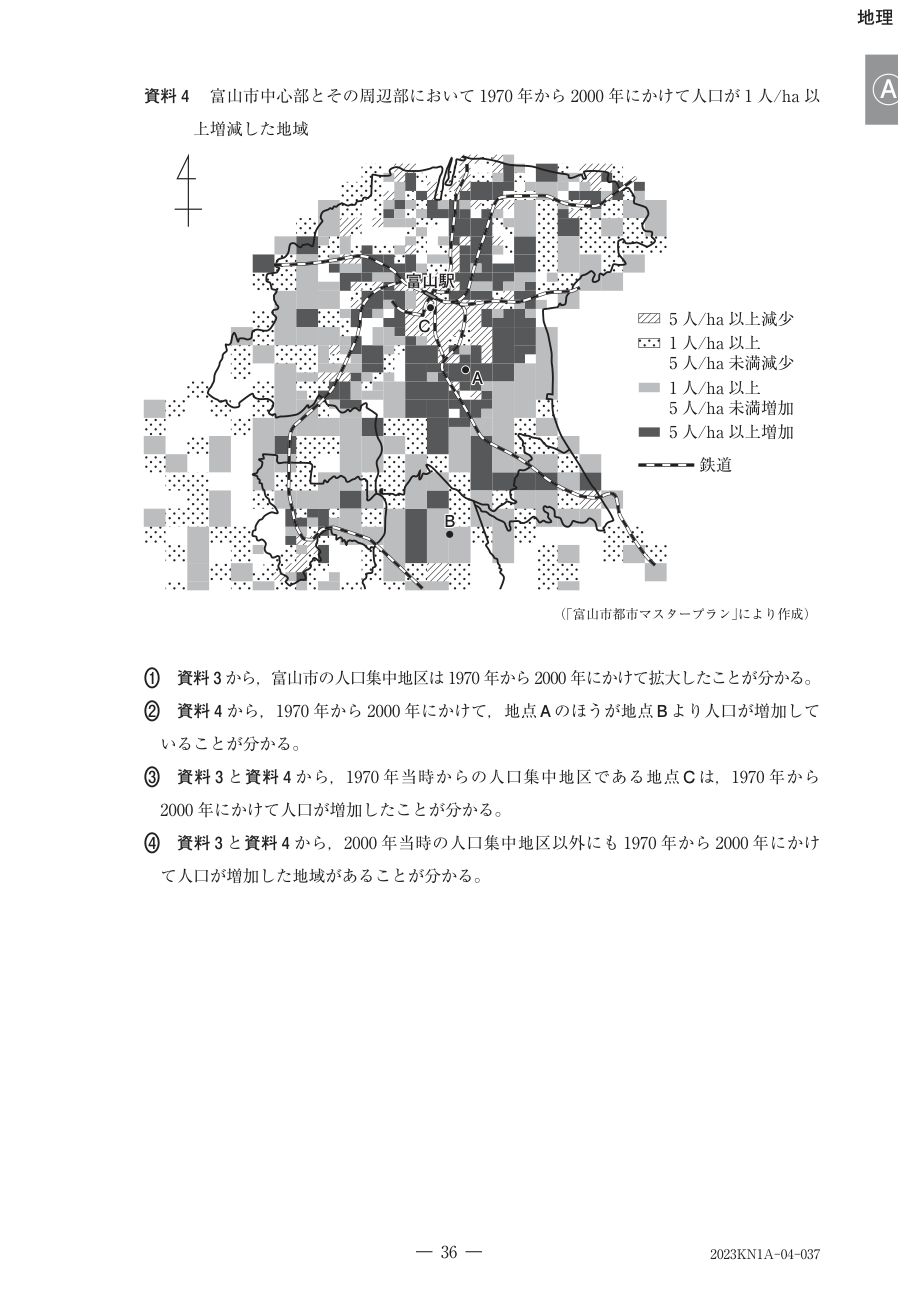 地理
Ⓐ
資料4 富山市中心部とその周辺部において1970年から2000年にかけて人口が1人/ha以
上増減した地域
富山駅
C
A
B
5人/ha以上減少
1人/ha以上
5人/ha未満減少
1人/ha以上
5人/ha未満増加
5人/ha以上増加
鉄道
(「富山市都市マスタープラン」により作成)
① 資料3から，富山市の人口集中地区は1970年から2000年にかけて拡大したことが分かる。
② 資料4から，1970年から2000年にかけて，地点Aのほうが地点Bより人口が増加して
いることが分かる。
③ 資料3と資料4から，1970年当時からの人口集中地区である地点Cは，1970年から
2000年にかけて人口が増加したことが分かる。
④ 資料3と資料4から，2000年当時の人口集中地区以外にも1970年から2000年にかけ
て人口が増加した地域があることが分かる。
— 36 —
2023KN1A-04-037